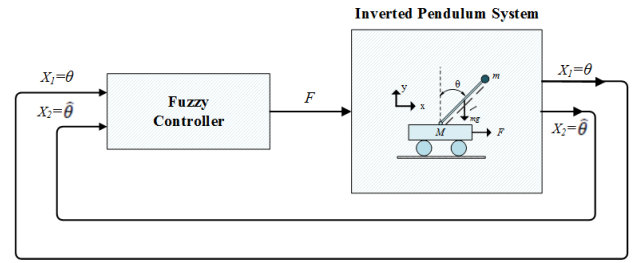 Inverted Pendulum System
X₁=θ
X₂=θ̂
Fuzzy
Controller
F
y
x
θ
m
mg
M
F
X₁=θ
X₂=θ̂